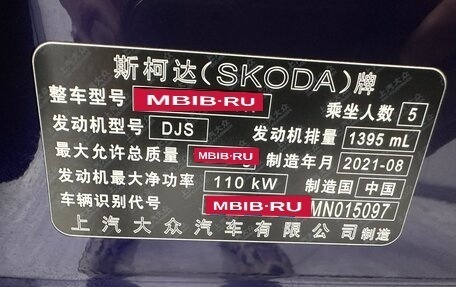 斯柯达(SKODA)牌
整车型号 MBIB·RU 乘坐人数 5
发动机型号 DJS 发动机排量 1395 mL
最大允许总质量 MBIB·RU 制造年月 2021-08
发动机最大净功率 110 kW 制造国 中国
车辆识别代号 MBIB·RU MN015097
上汽大众汽车有限公司制造